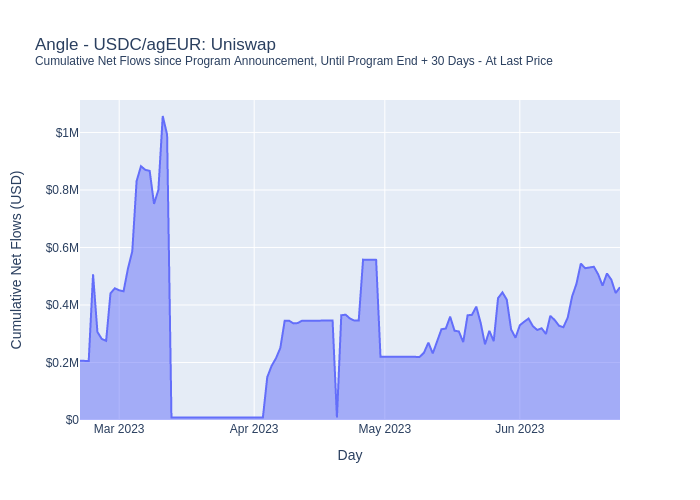 Angle - USDC/agEUR: Uniswap
Cumulative Net Flows since Program Announcement, Until Program End + 30 Days - At Last Price
Cumulative Net Flows (USD)
$1M
$0.8M
$0.6M
$0.4M
$0.2M
$0
Mar 2023
Apr 2023
May 2023
Jun 2023
Day